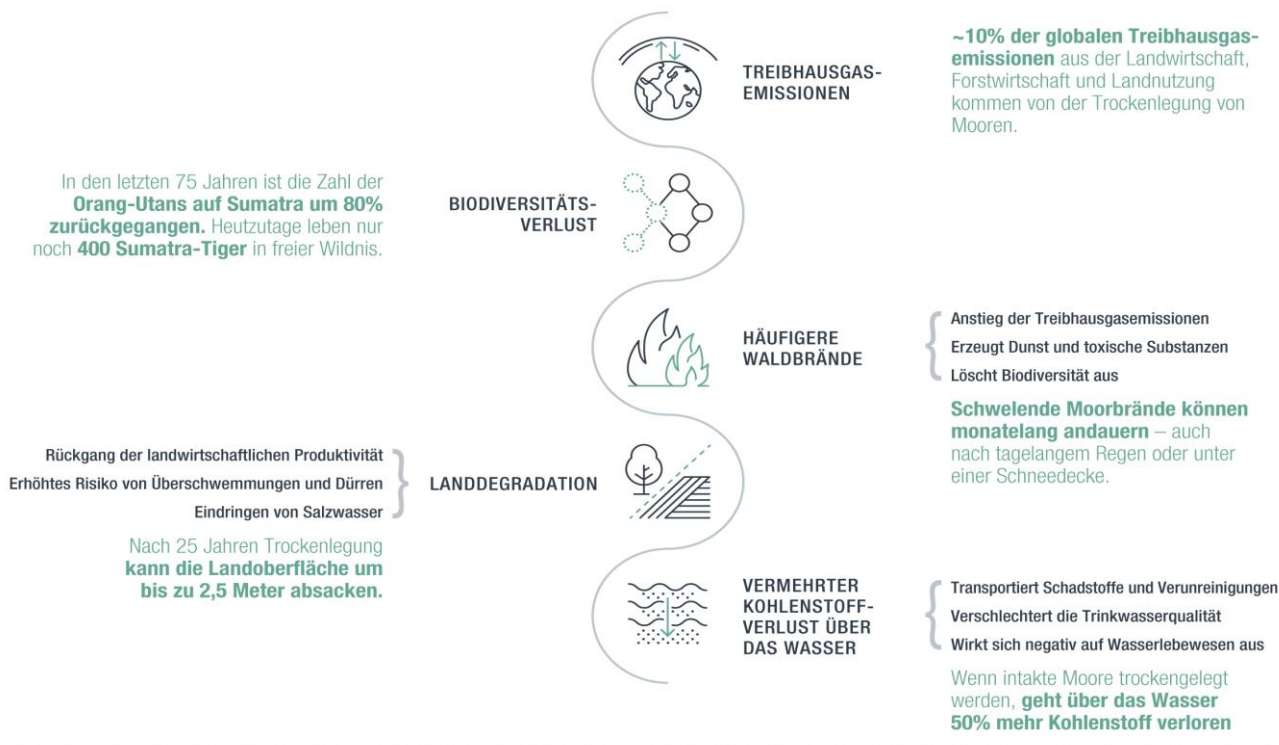 TREIBHAUSGAS-
EMISSIONEN
~10% der globalen Treibhausgas-
emissionen aus der Landwirtschaft,
Forstwirtschaft und Landnutzung
kommen von der Trockenlegung von
Mooren.
In den letzten 75 Jahren ist die Zahl der
Orang-Utans auf Sumatra um 80%
zurückgegangen. Heutzutage leben nur
noch 400 Sumatra-Tiger in freier Wildnis.
BIODIVERSITÄTS-
VERLUST
HÄUFIGERE
WALDBRÄNDE
Anstieg der Treibhausgasemissionen
Erzeugt Dunst und toxische Substanzen
Löscht Biodiversität aus
Schwelende Moorbrände können
monatelang andauern – auch
nach tagelangem Regen oder unter
einer Schneedecke.
Rückgang der landwirtschaftlichen Produktivität
Erhöhtes Risiko von Überschwemmungen und Dürren
Eindringen von Salzwasser
LANDDEGRADATION
Nach 25 Jahren Trockenlegung
kann die Landoberfläche um
bis zu 2,5 Meter absacken.
VERMEHRTER
KOHLENSTOFF-
VERLUST ÜBER
DAS WASSER
Transportiert Schadstoffe und Verunreinigungen
Verschlechtert die Trinkwasserqualität
Wirkt sich negativ auf Wasserlebewesen aus
Wenn intakte Moore trockengelegt
werden, geht über das Wasser
50% mehr Kohlenstoff verloren